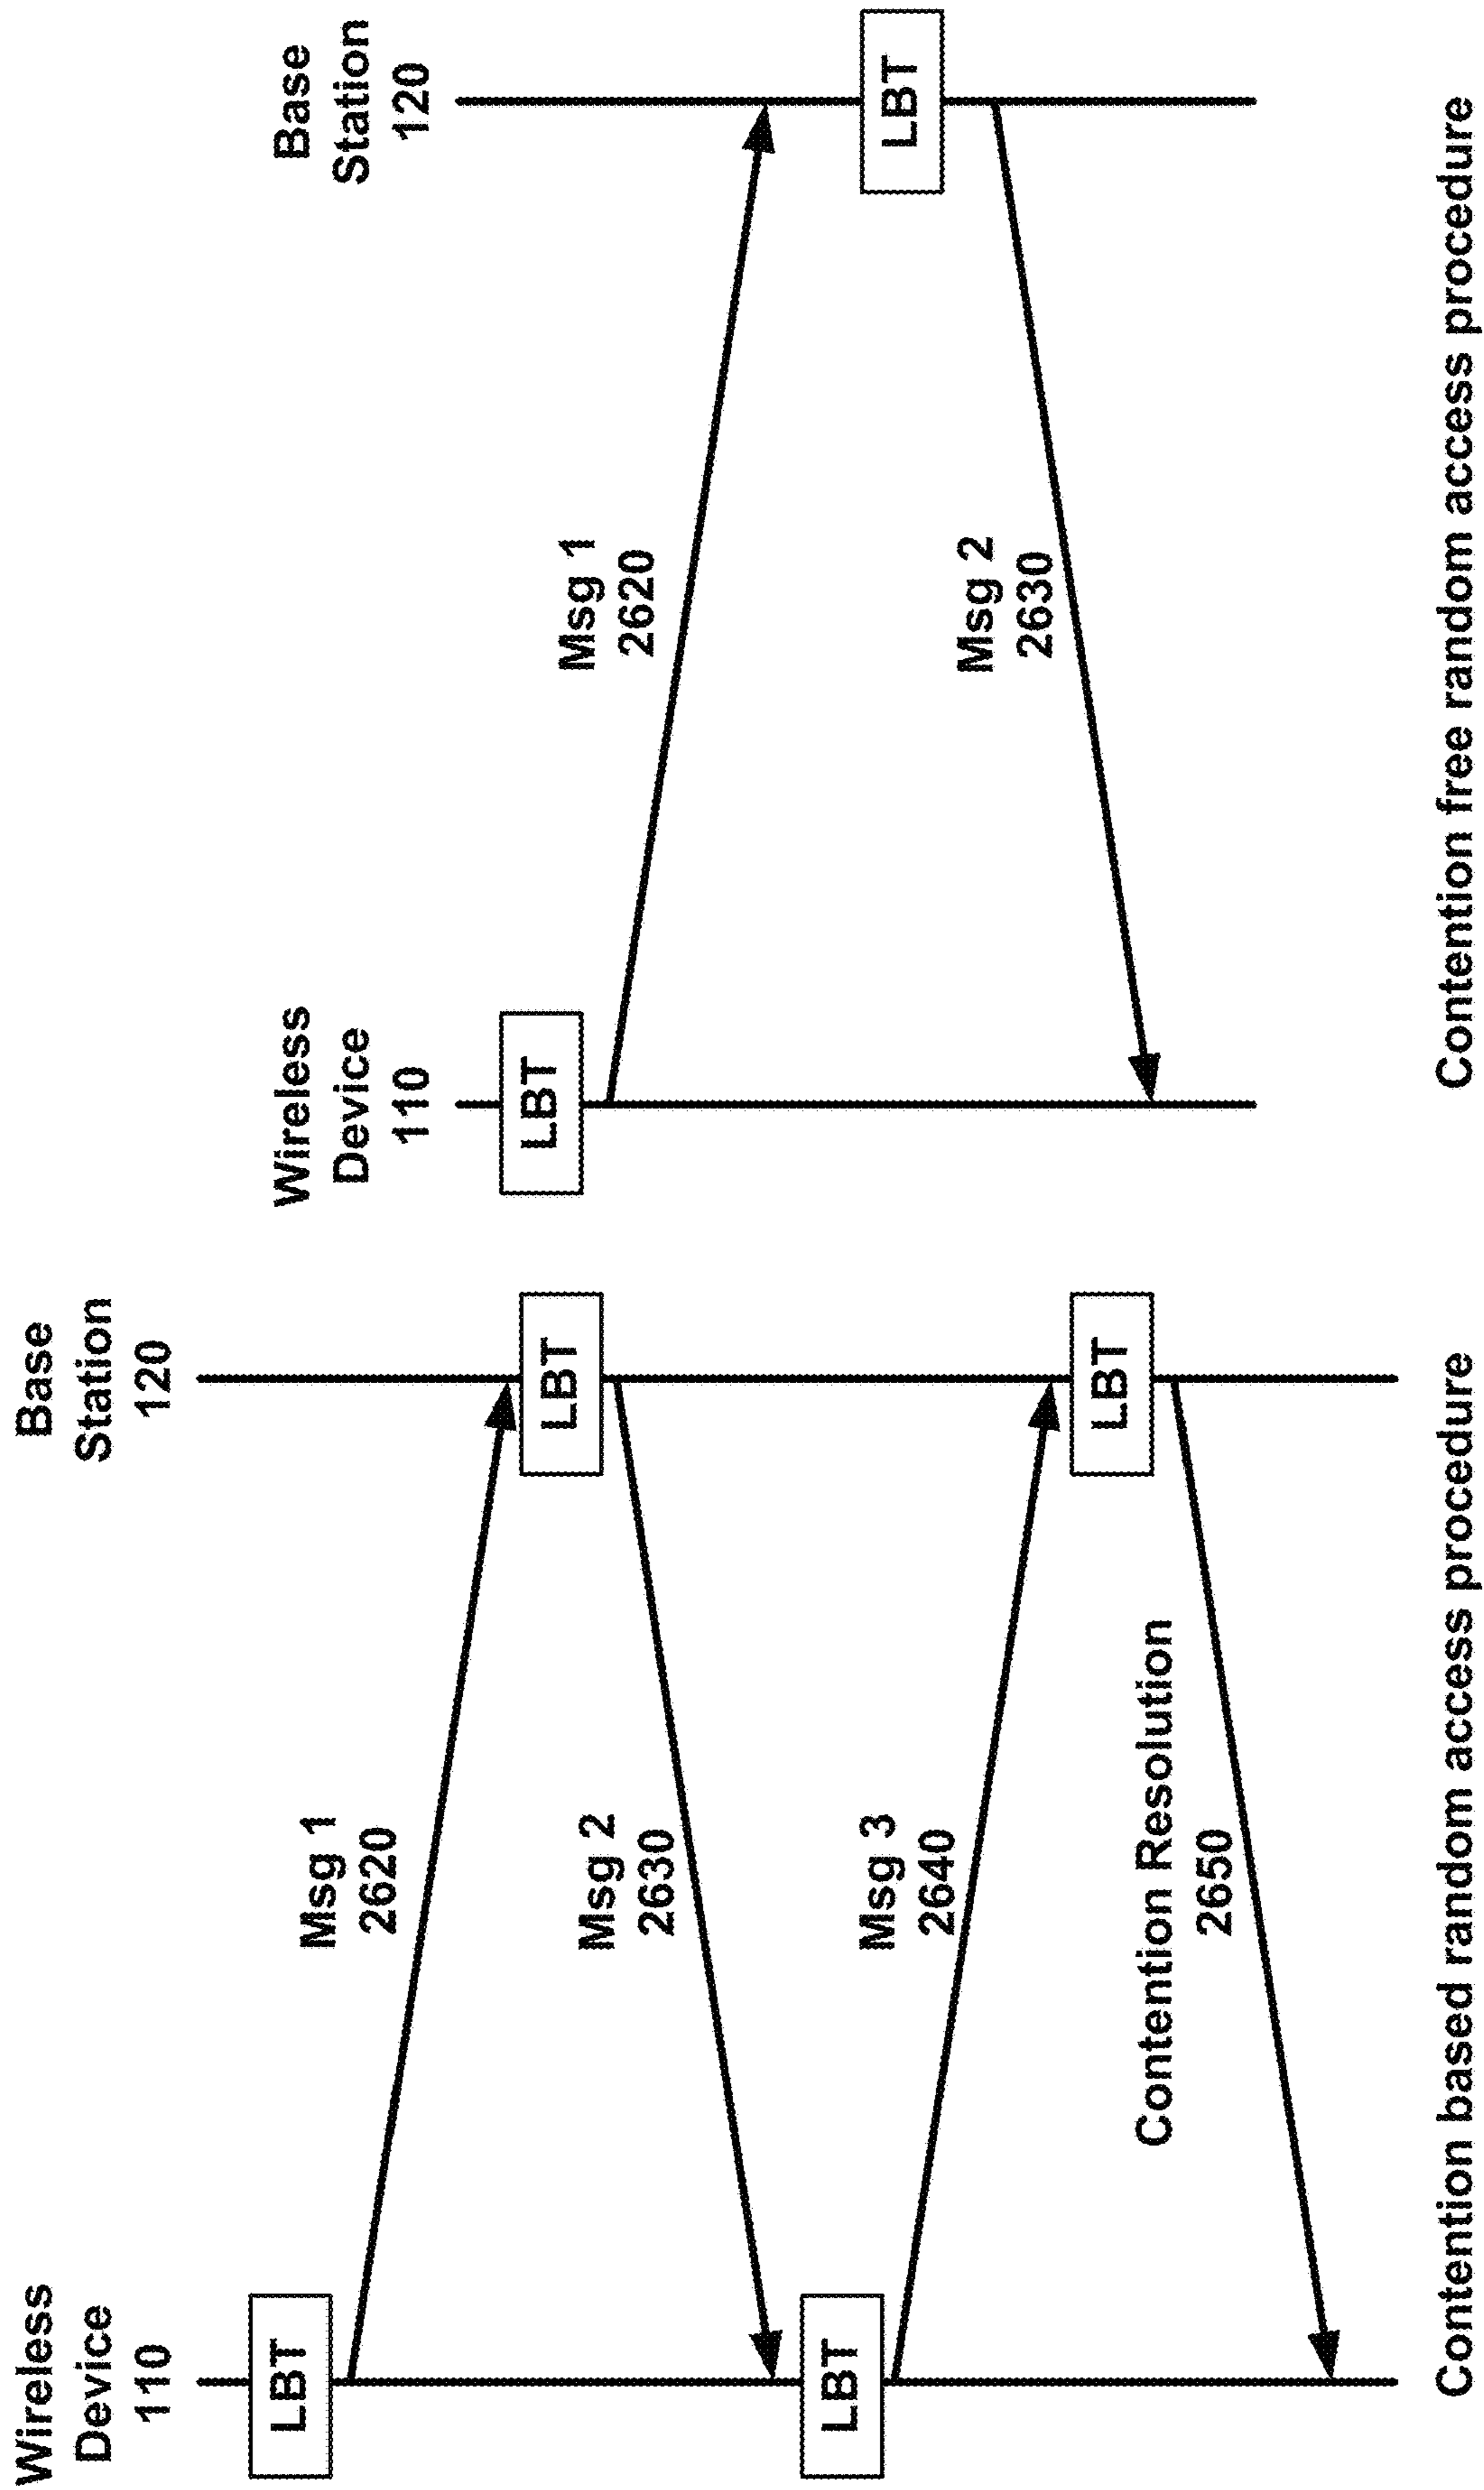 Wireless
Device
110
Base
Station
120
LBT
Msg 1
2620
LBT
Msg 2
2630
LBT
Msg 3
2640
LBT
Contention Resolution
2650
Contention based random access procedure
Wireless
Device
110
Base
Station
120
LBT
Msg 1
2620
LBT
Msg 2
2630
Contention free random access procedure